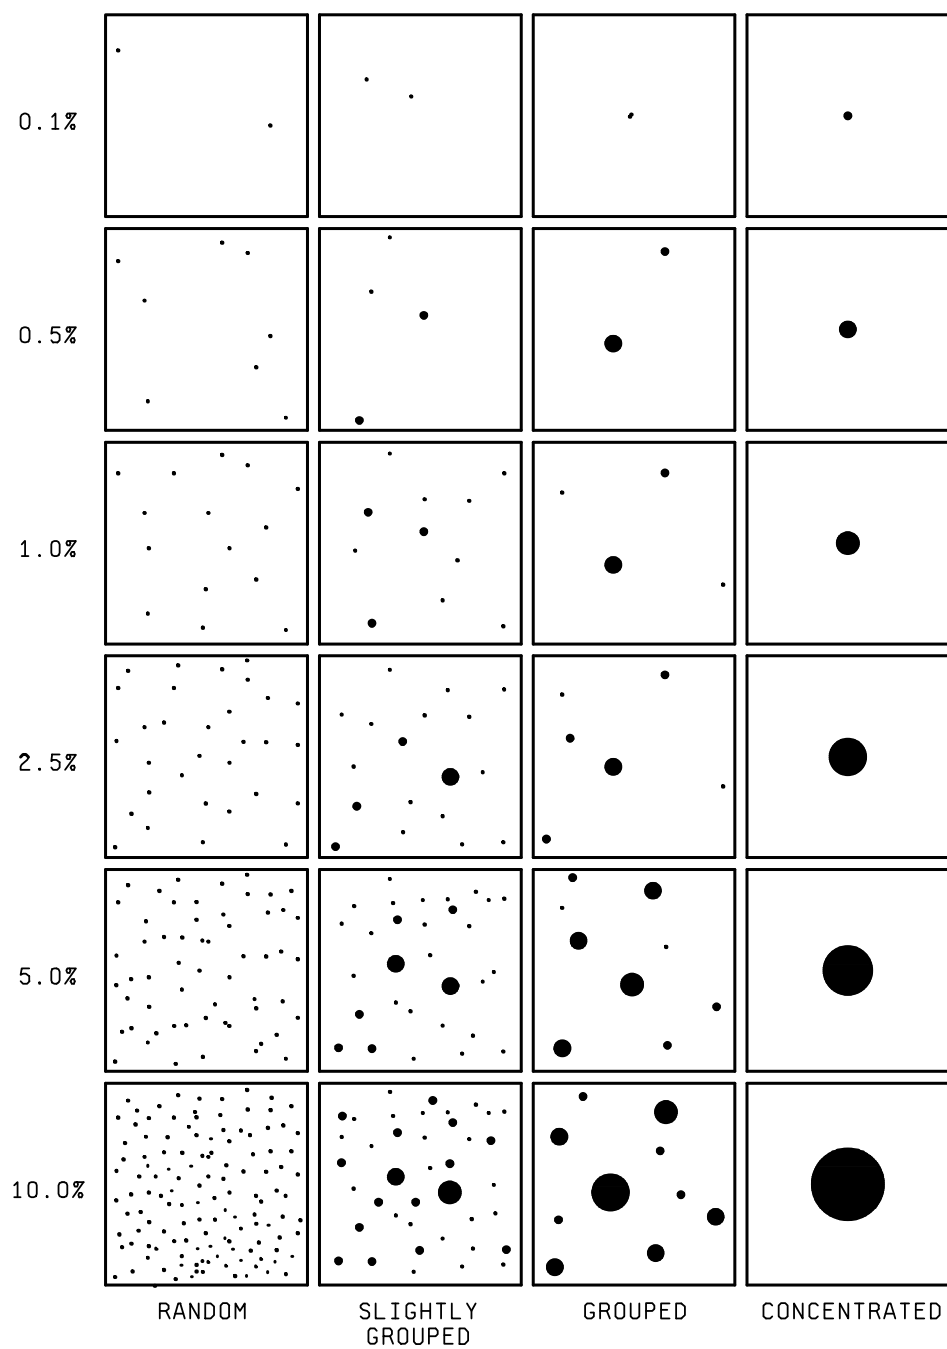 0.1%
0.5%
1.0%
2.5%
5.0%
10.0%
RANDOM
SLIGHTLY
GROUPED
GROUPED
CONCENTRATED